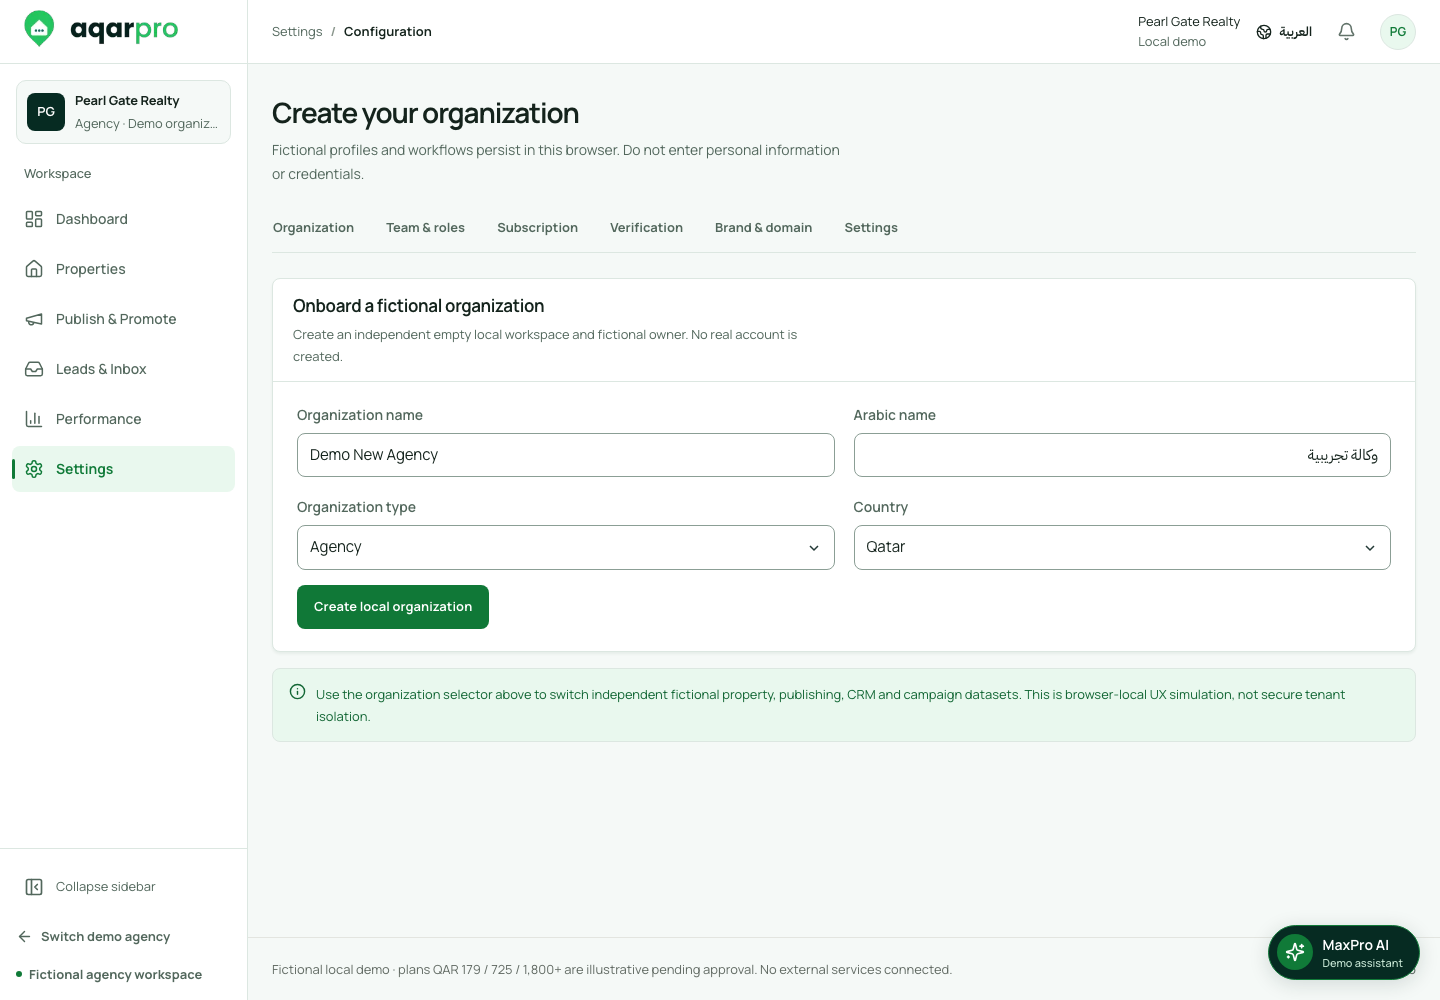 aqarpro
Settings / Configuration
Pearl Gate Realty
Local demo
العربية
PG
PG
Pearl Gate Realty
Agency · Demo organiz...
Workspace
Dashboard
Properties
Publish & Promote
Leads & Inbox
Performance
Settings
Collapse sidebar
Switch demo agency
Fictional agency workspace
Create your organization
Fictional profiles and workflows persist in this browser. Do not enter personal information
or credentials.
Organization
Team & roles
Subscription
Verification
Brand & domain
Settings
Onboard a fictional organization
Create an independent empty local workspace and fictional owner. No real account is
created.
Organization name
Demo New Agency
Arabic name
وكالة تجريبية
Organization type
Agency
Country
Qatar
Create local organization
Use the organization selector above to switch independent fictional property, publishing, CRM and campaign datasets. This is browser-local UX simulation, not secure tenant
isolation.
Fictional local demo · plans QAR 179 / 725 / 1,800+ are illustrative pending approval. No external services connected.
MaxPro AI
Demo assistant